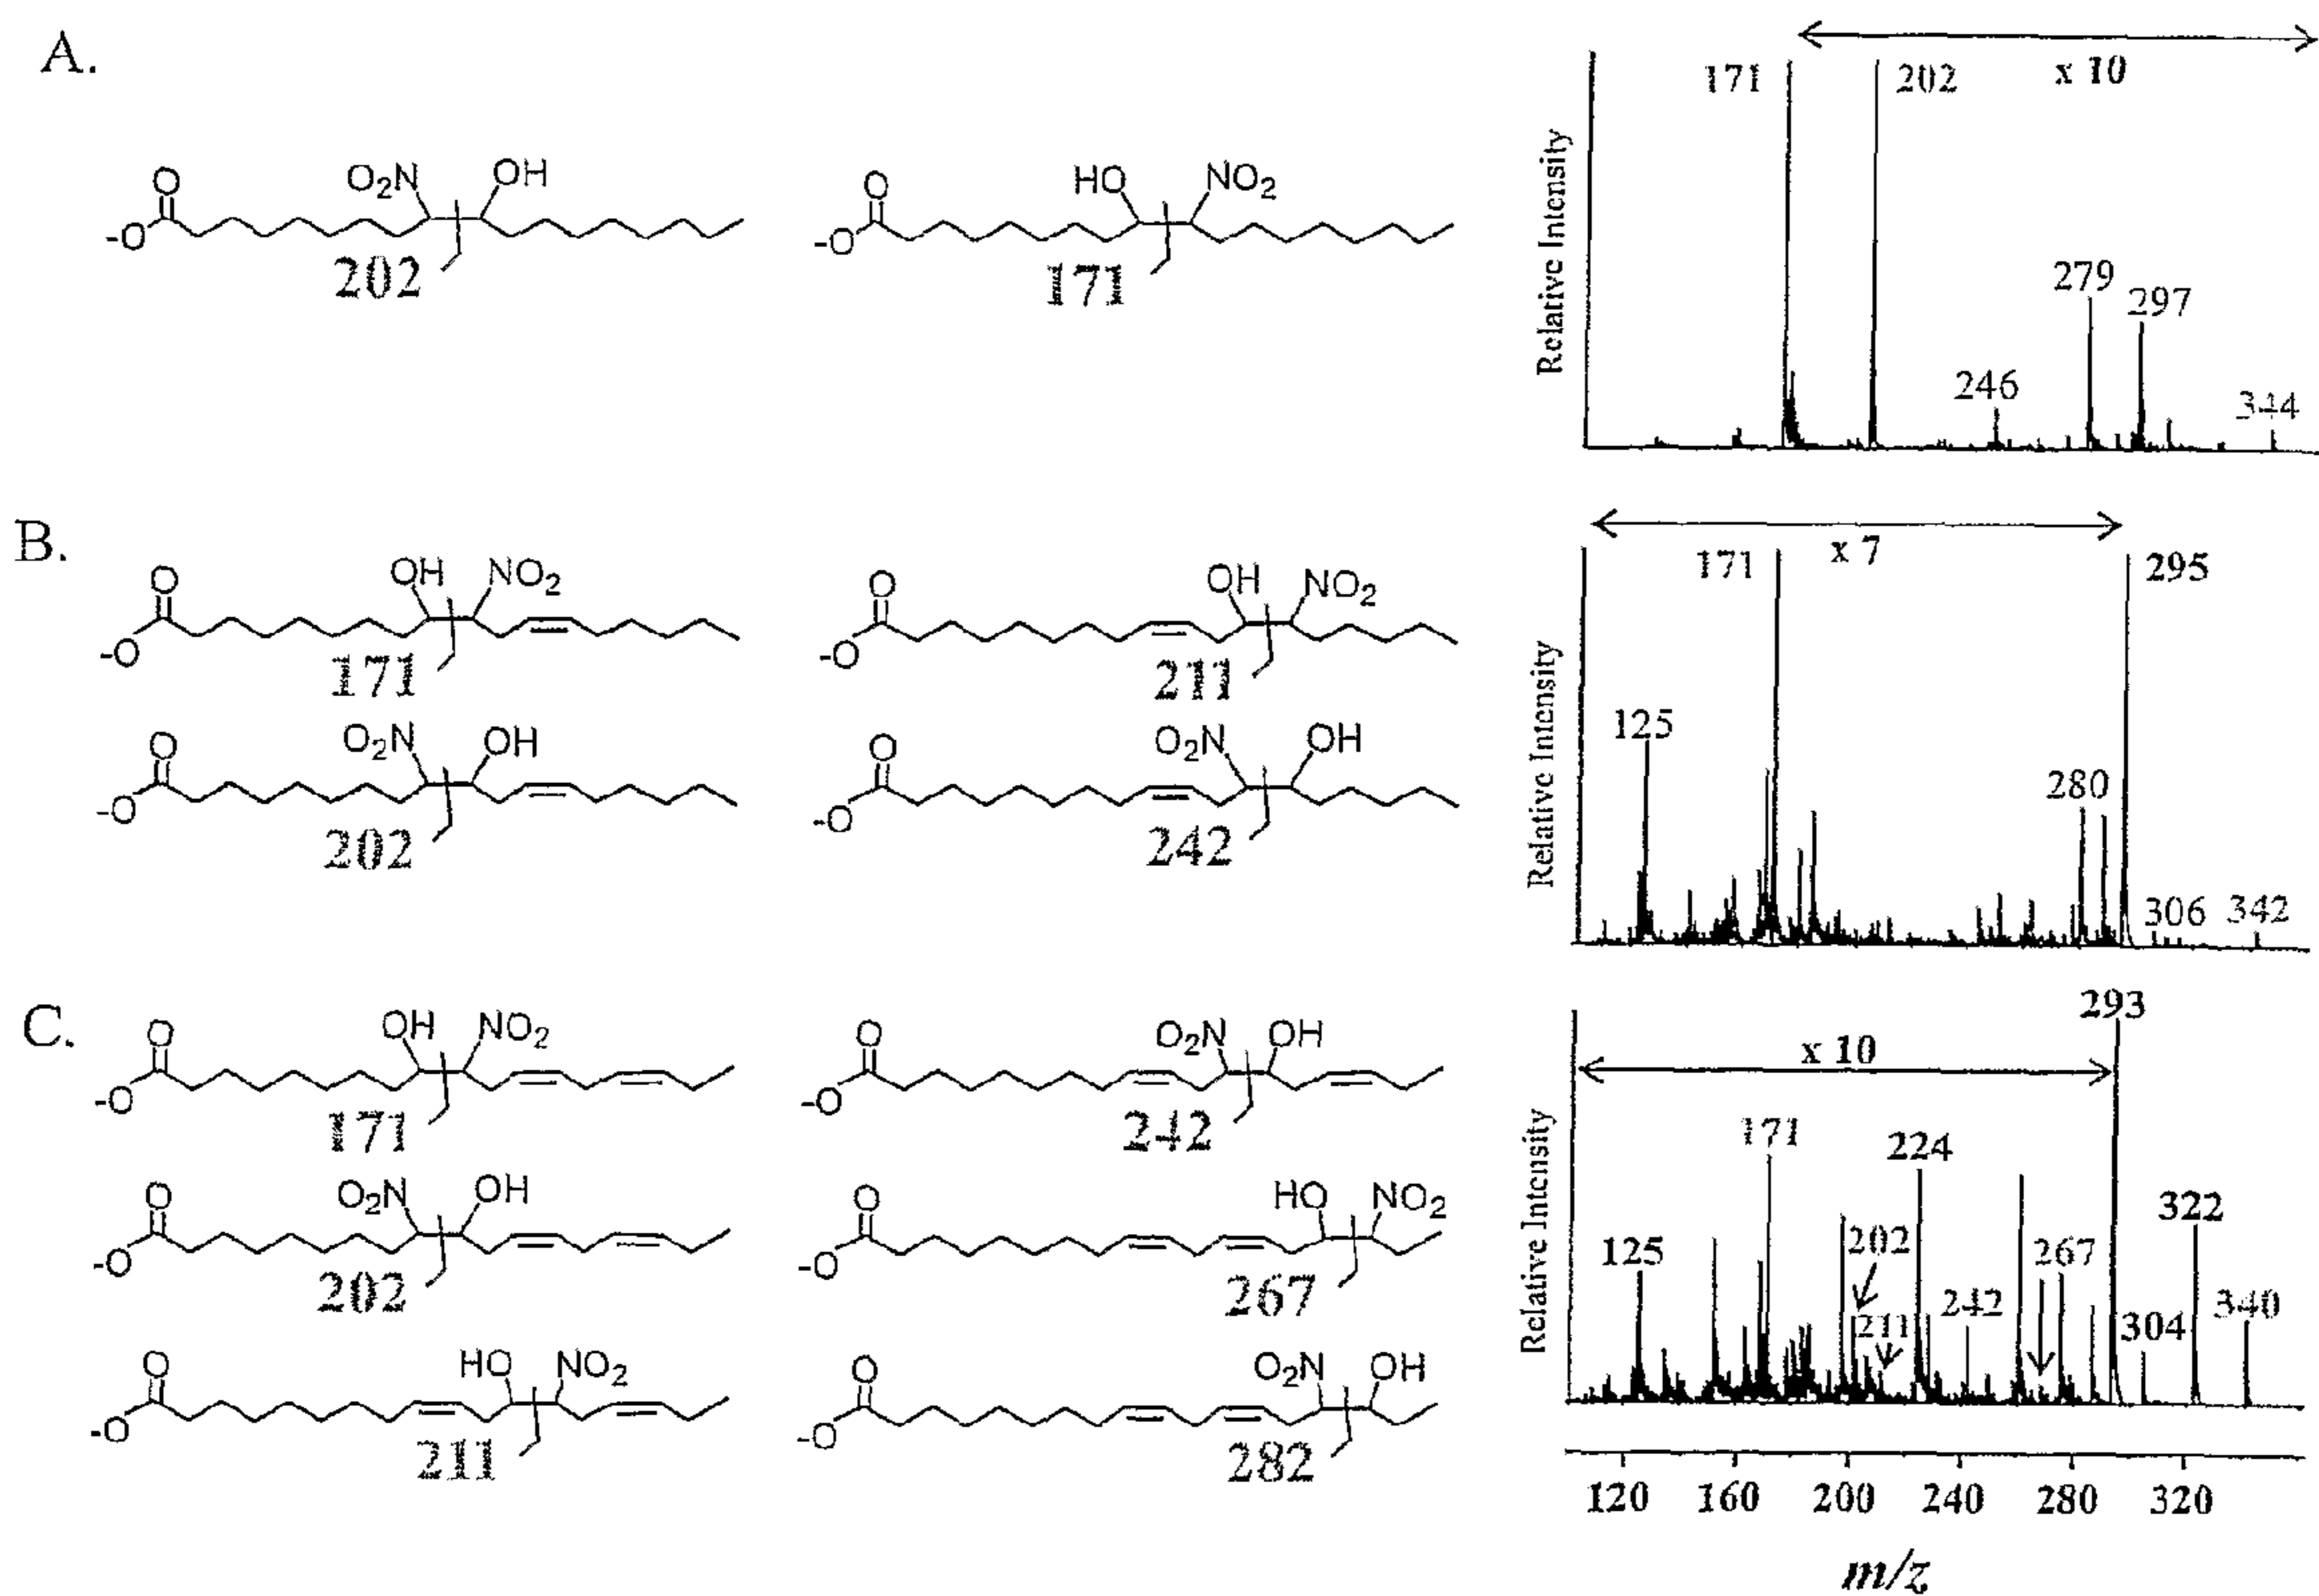 A.
O₂N OH
O
-O
202
HO NO₂
O
-O
171
Relative Intensity
x 10
171 202
279
297
246
344
B.
OH NO₂
O
-O
171
OH NO₂
O
-O
211
O₂N OH
O
-O
202
O₂N OH
O
-O
242
Relative Intensity
x 7
171
295
125
280
306 342
C.
OH NO₂
O
-O
171
O₂N OH
O
-O
242
O₂N OH
O
-O
202
HO NO₂
O
-O
267
HO NO₂
O
-O
211
O₂N OH
O
-O
282
Relative Intensity
293
x 10
171
224
322
125
202
267
211
242
304
340
120 160 200 240 280 320
m/z